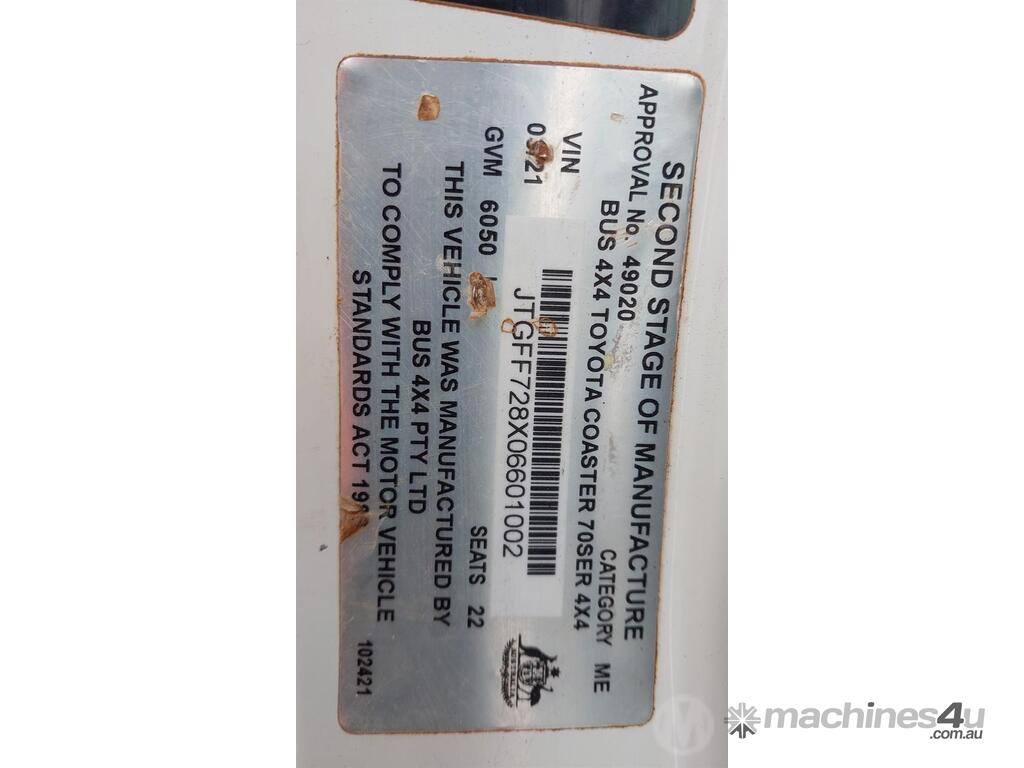 SECOND STAGE OF MANUFACTURE
APPROVAL No. 49020 CATEGORY ME
BUS 4X4 TOYOTA COASTER 70SER 4X4
VIN
JTGFF728X06601002
GVM 6050 SEATS 22
THIS VEHICLE WAS MANUFACTURED BY
BUS 4X4 PTY LTD
TO COMPLY WITH THE MOTOR VEHICLE
STANDARDS ACT
102421
AUSTRALIA
machines4u
.com.au